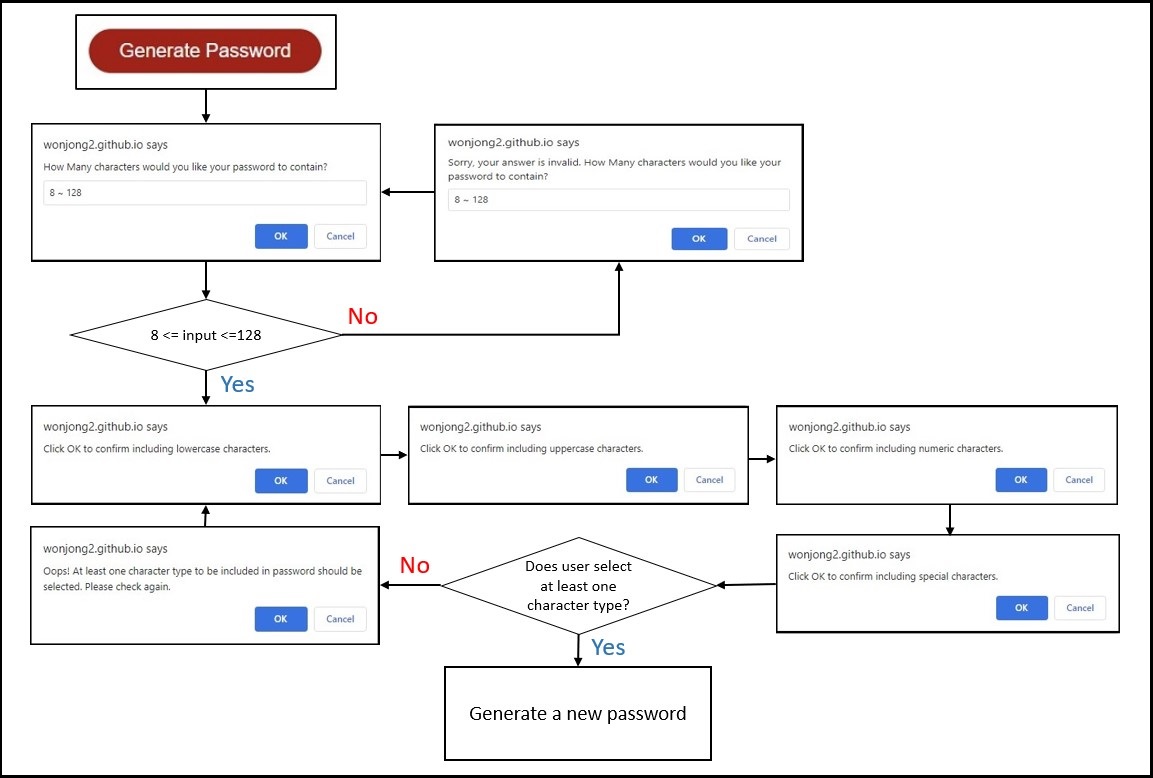 Generate Password
wonjong2.github.io says
How Many characters would you like your password to contain?
8 ~ 128
OK
Cancel
wonjong2.github.io says
Sorry, your answer is invalid. How Many characters would you like your
password to contain?
8 ~ 128
OK
Cancel
8 <= input <=128
No
Yes
wonjong2.github.io says
Click OK to confirm including lowercase characters.
OK
Cancel
wonjong2.github.io says
Click OK to confirm including uppercase characters.
OK
Cancel
wonjong2.github.io says
Click OK to confirm including numeric characters.
OK
Cancel
wonjong2.github.io says
Click OK to confirm including special characters.
OK
Cancel
Does user select
at least one
character type?
No
wonjong2.github.io says
Oops! At least one character type to be included in password should be
selected. Please check again.
OK
Cancel
Yes
Generate a new password